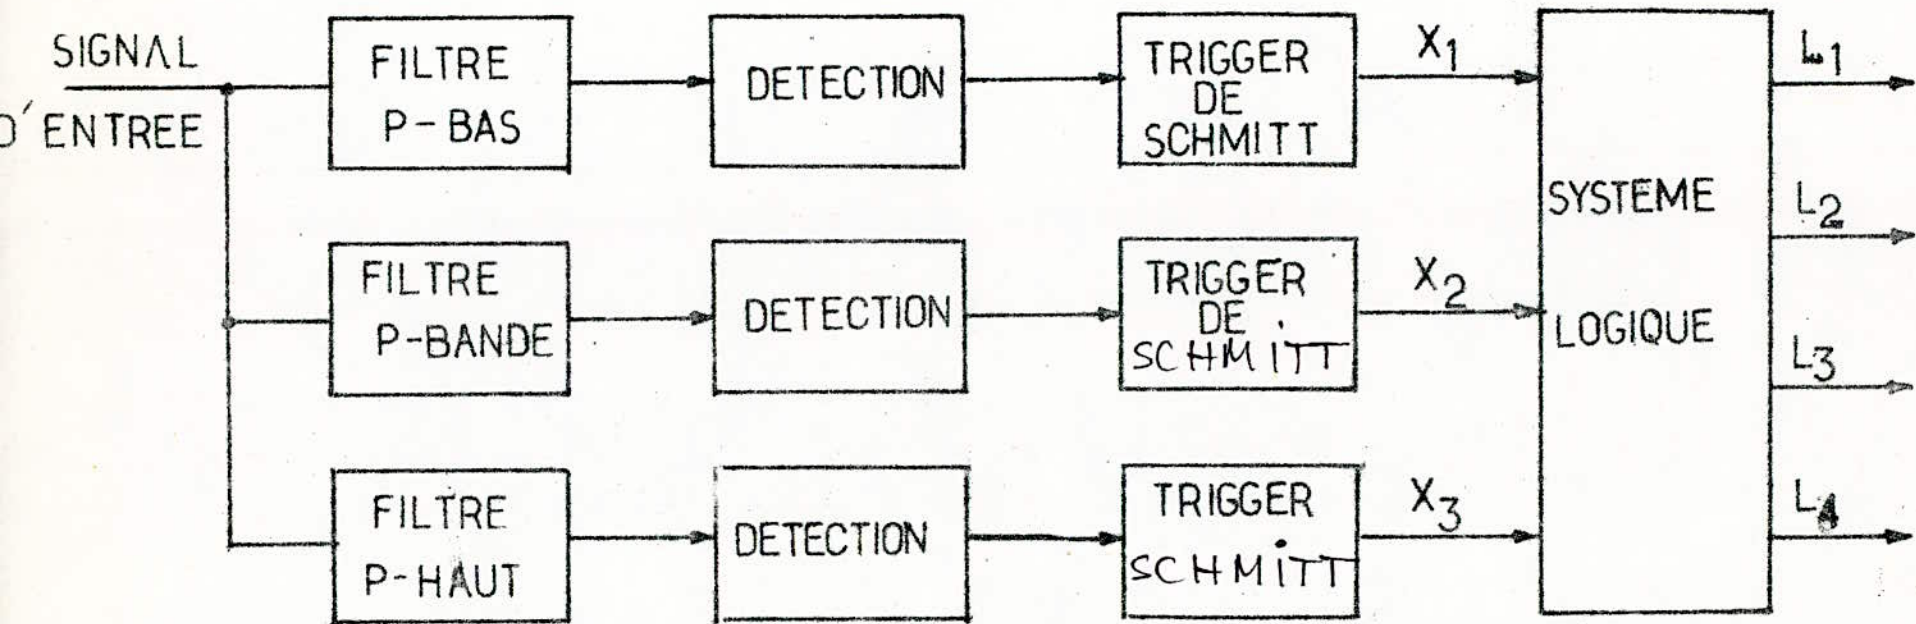 SIGNAL
D'ENTREE
FILTRE
P-BAS
DETECTION
TRIGGER
DE
SCHMITT
X1
L1
FILTRE
P-BANDE
DETECTION
TRIGGER
DE
SCHMITT
X2
SYSTEME
LOGIQUE
L2
L3
FILTRE
P-HAUT
DETECTION
TRIGGER
SCHMITT
X3
L4